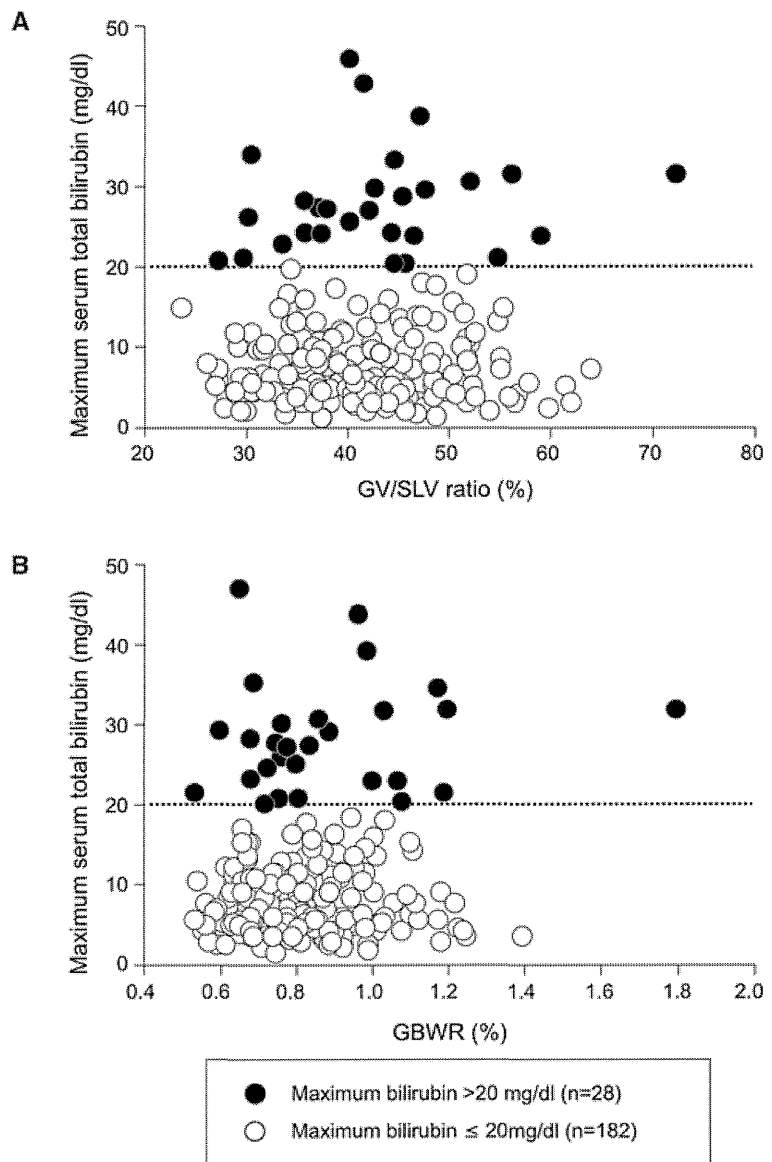 A
Maximum serum total bilirubin (mg/dl)
50
40
30
20
10
0
20 30 40 50 60 70 80
GV/SLV ratio (%)
B
Maximum serum total bilirubin (mg/dl)
50
40
30
20
10
0
0.4 0.6 0.8 1.0 1.2 1.4 1.6 1.8 2.0
GBWR (%)
Maximum bilirubin >20 mg/dl (n=28)
Maximum bilirubin ≤ 20mg/dl (n=182)